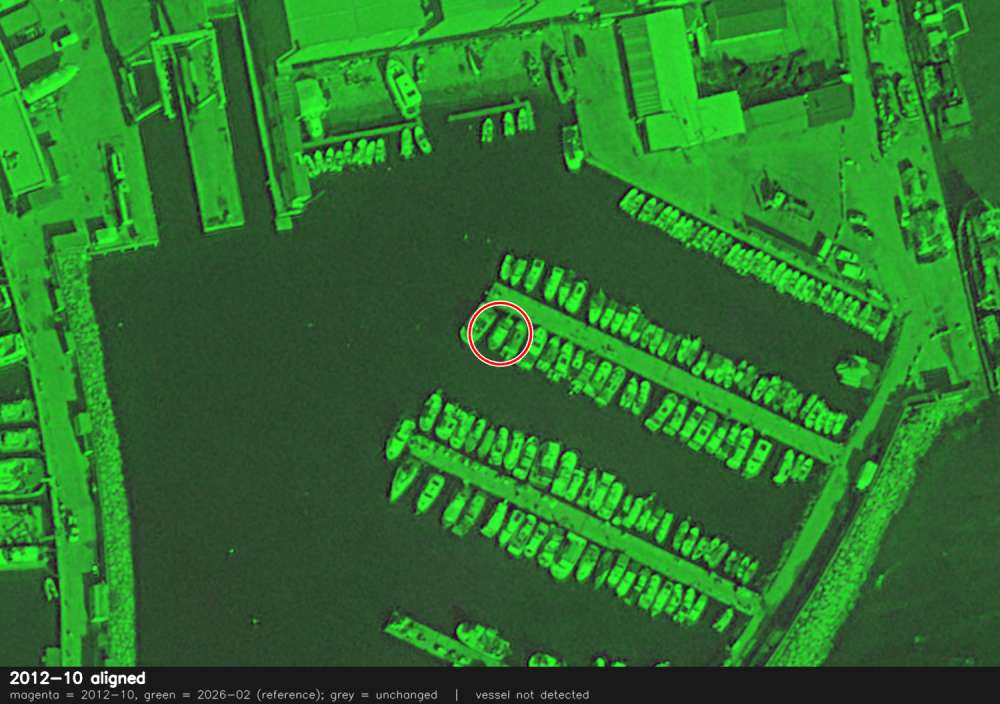 2012-10 aligned
magenta = 2012-10, green = 2026-02 (reference); grey = unchanged | vessel not detected